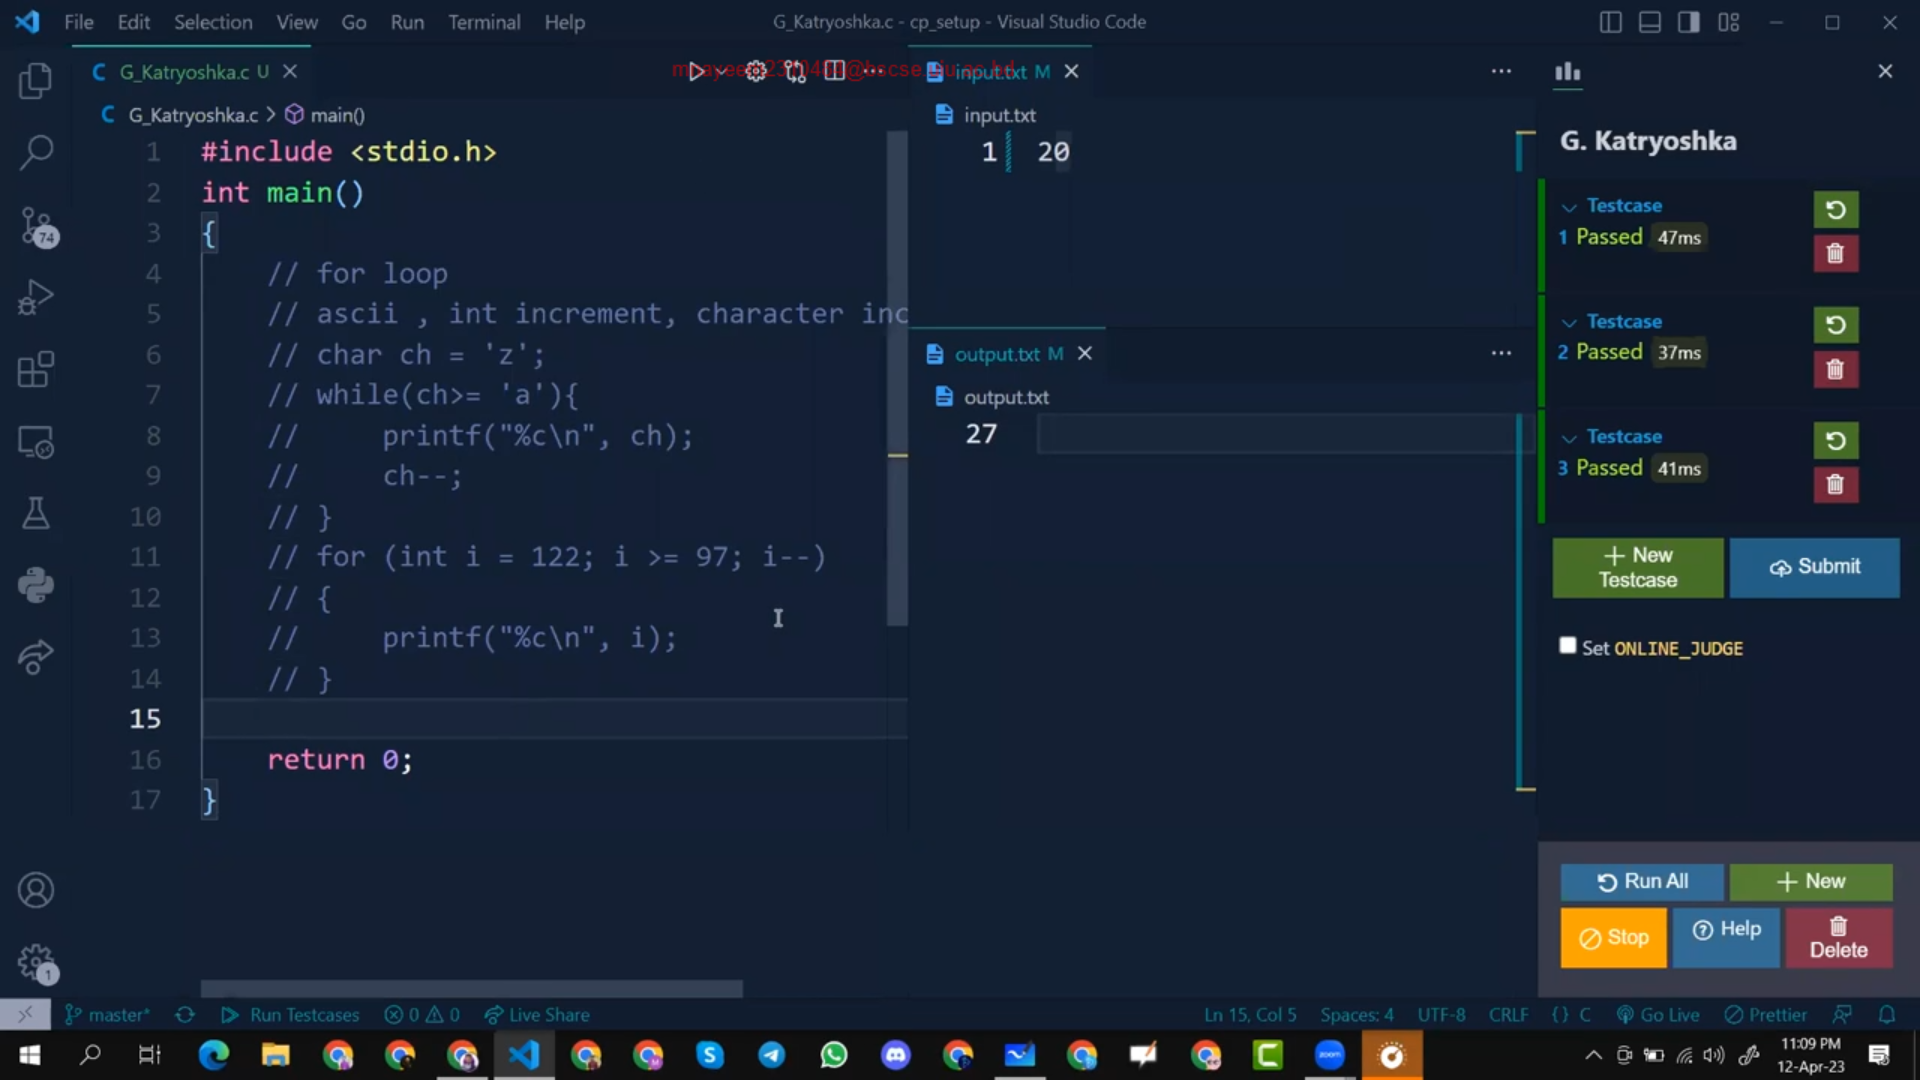 File Edit Selection View Go Run Terminal Help
G_Katryoshka.c - cp_setup - Visual Studio Code
G_Katryoshka.c U
G_Katryoshka.c > main()
1 #include <stdio.h>
2 int main()
3 {
4 // for loop
5 // ascii , int increment, character inc
6 // char ch = 'z';
7 // while(ch>= 'a'){
8 //     printf("%c\n", ch);
9 //     ch--;
10 // }
11 // for (int i = 122; i >= 97; i--)
12 // {
13 //     printf("%c\n", i);
14 // }
15
16 return 0;
17 }
input.txt M
input.txt
1 20
output.txt M
output.txt
27
G. Katryoshka
Testcase
1 Passed 47ms
Testcase
2 Passed 37ms
Testcase
3 Passed 41ms
+ New
Testcase
Submit
Set ONLINE_JUDGE
Run All
+ New
Stop
Help
Delete
74
1
master*
Run Testcases
0
0
Live Share
Ln 15, Col 5
Spaces: 4
UTF-8
CRLF
{} C
Go Live
Prettier
zoom
11:09 PM
12-Apr-23